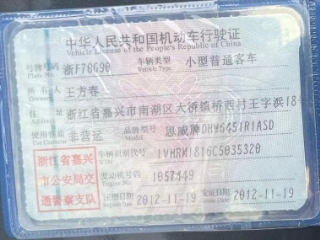 中华人民共和国机动车行驶证
Vehicle License of the People's Republic of China
号牌号码 浙F70G90 车辆类型 小型普通客车
Plate No. Vehicle Type
所有人 王方春
Owner
住址 浙江省嘉兴市南湖区大桥镇桥西村王字浜18-
使用性质 非营运 品牌型号 思威牌DHW6451R1ASD
浙江省嘉兴
市公安局交
通警察支队
车辆识别代号 LVHRM1816C5035320
发动机号码 1057449
Engine No.
注册日期 2012-11-19 发证日期 2012-11-19
Register Date Issue Date